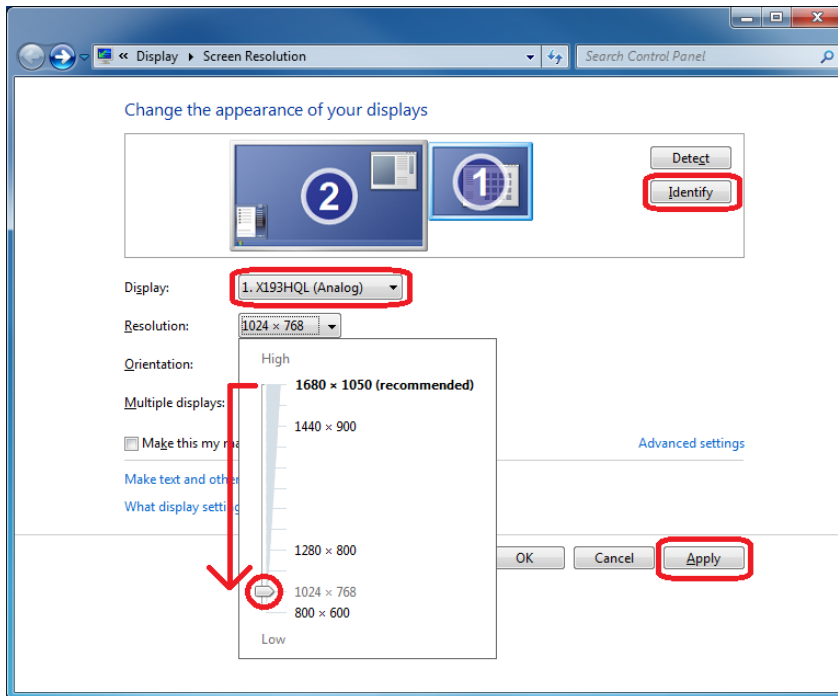 « Display ▸ Screen Resolution
Search Control Panel
Change the appearance of your displays
2
1
Detect
Identify
Display:
1. X193HQL (Analog)
Resolution:
1024 × 768
Orientation:
High
1680 × 1050 (recommended)
Multiple displays:
1440 × 900
Make this my
Advanced settings
Make text and other
What display
1280 × 800
OK
Cancel
Apply
1024 × 768
800 × 600
Low